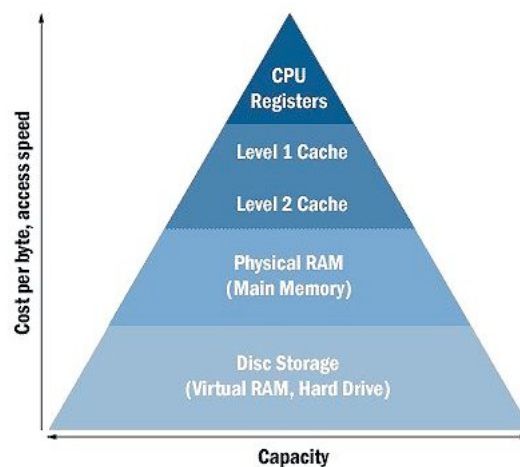 CPU
Registers
Level 1 Cache
Level 2 Cache
Physical RAM
(Main Memory)
Disc Storage
(Virtual RAM, Hard Drive)
Cost per byte, access speed
Capacity